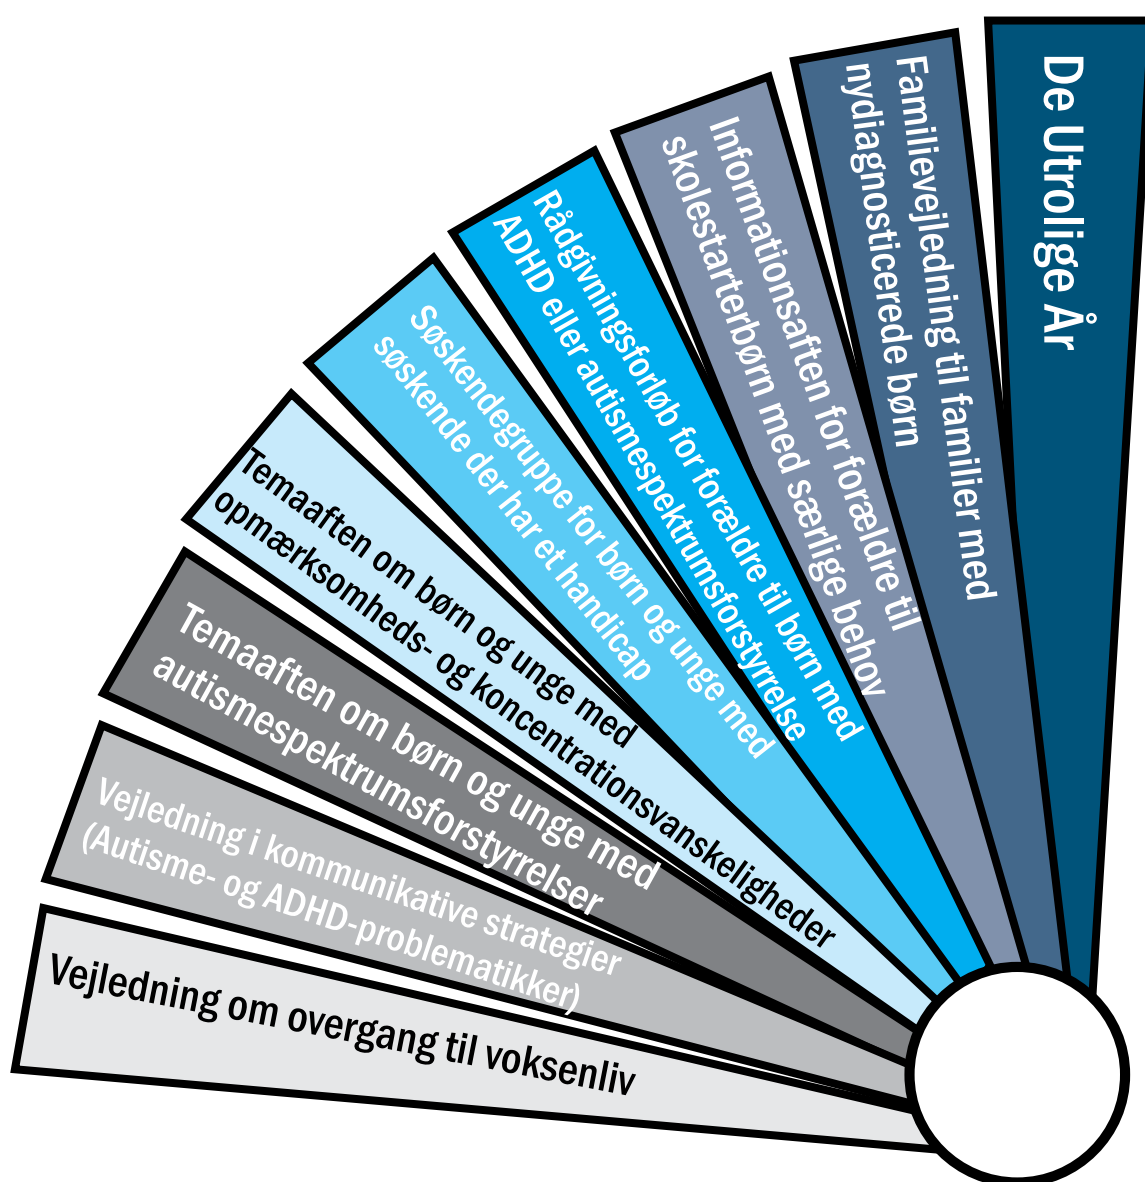 De Utrolige År
Familievejledning til familier med
nydiagnosticerede børn
Informationsaften for forældre til
skolestarterbørn med særlige behov
Rådgivningsforløb for forældre til børn med
ADHD eller autismespektrumsforstyrrelse
Søskendegruppe for børn og unge med
søskende der har et handicap
Temaaften om børn og unge med
opmærksomheds- og koncentrationsvanskeligheder
Temaaften om børn og unge med
autismespektrumsforstyrrelser
Vejledning i kommunikative strategier
(Autisme- og ADHD-problematikker)
Vejledning om overgang til voksenliv